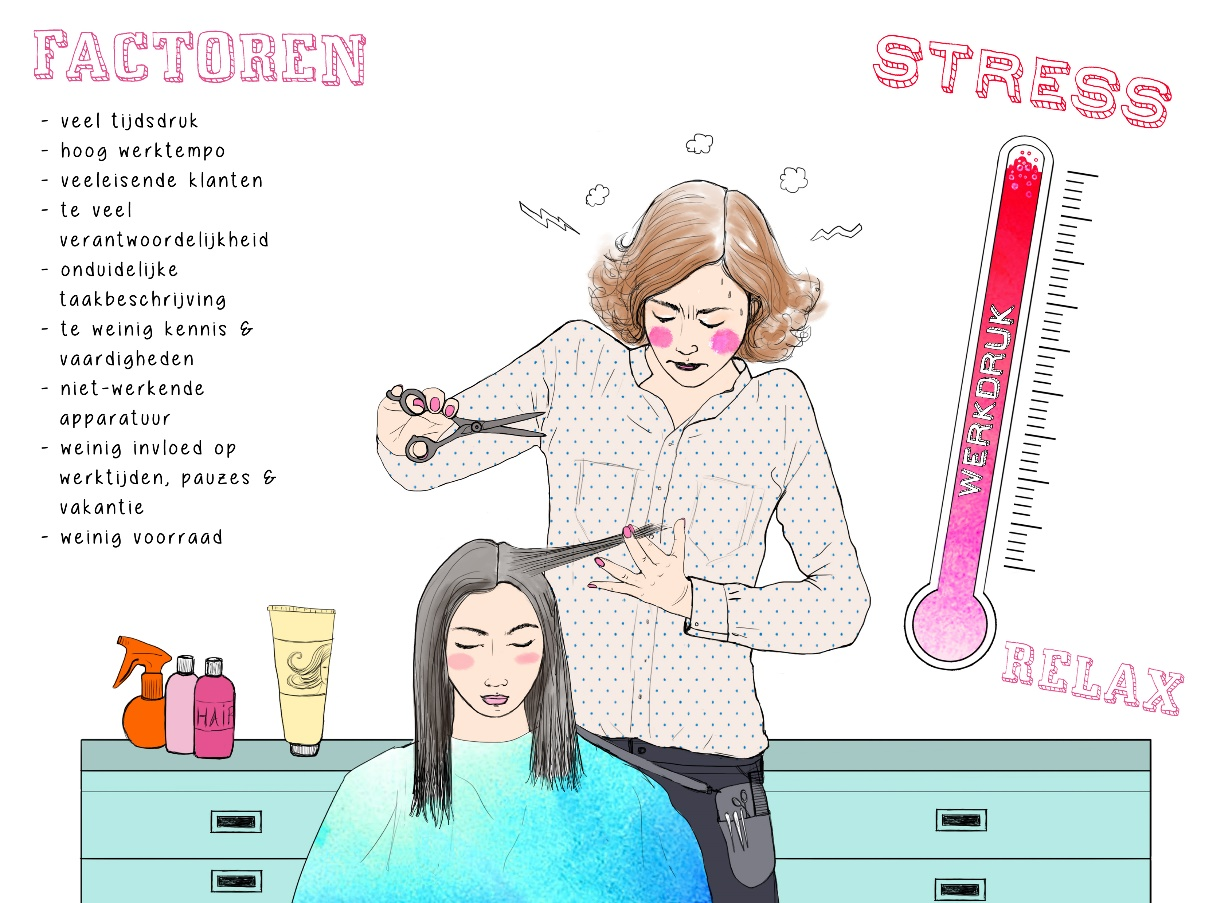 FACTOREN
- veel tijdsdruk
- hoog werktempo
- veeleisende klanten
- te veel
verantwoordelijkheid
- onduidelijke
taakbeschrijving
- te weinig kennis &
vaardigheden
- niet-werkende
apparatuur
- weinig invloed op
werktijden, pauzes &
vakantie
- weinig voorraad
STRESS
WERKDRUK
RELAX
HAIR